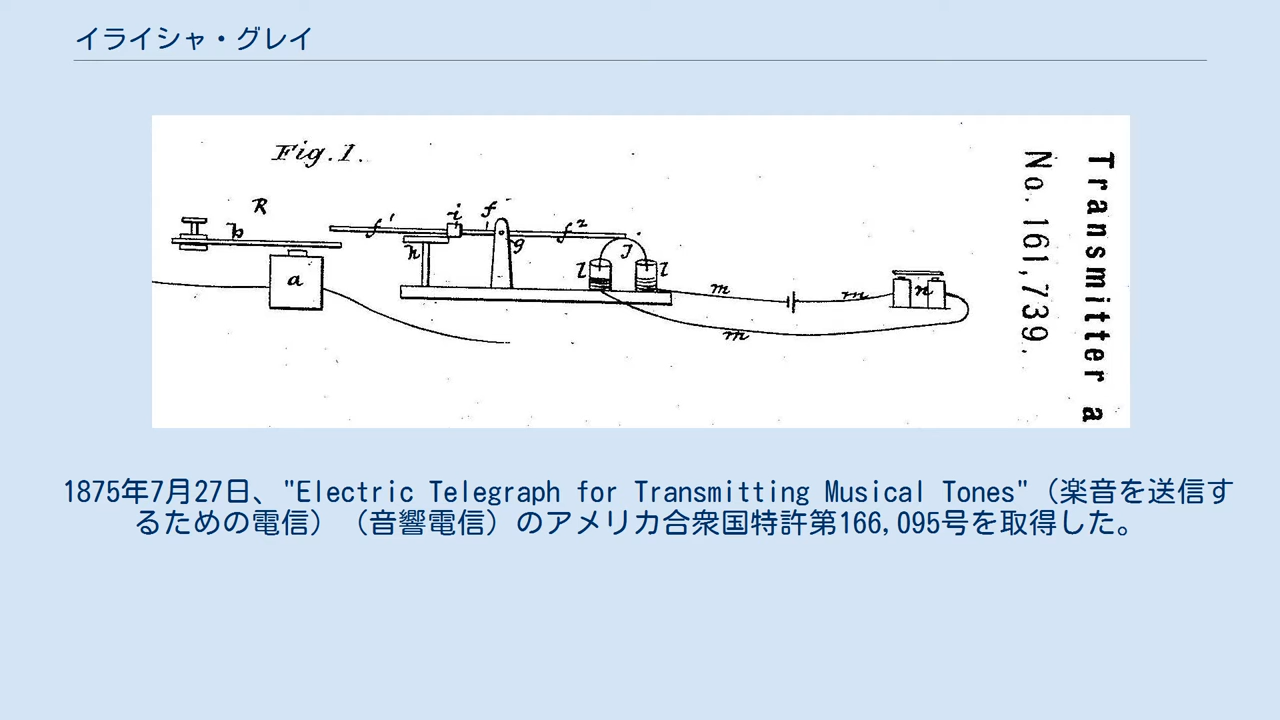 イライシャ・グレイ
Fig. 1.
R
b
a
f'
i
f
f²
h
g
J
l
l
m
m
m
n
No. 161,739.
Transmitter a
1875年7月27日、"Electric Telegraph for Transmitting Musical Tones"（楽音を送信す
るための電信）（音響電信）のアメリカ合衆国特許第166,095号を取得した。